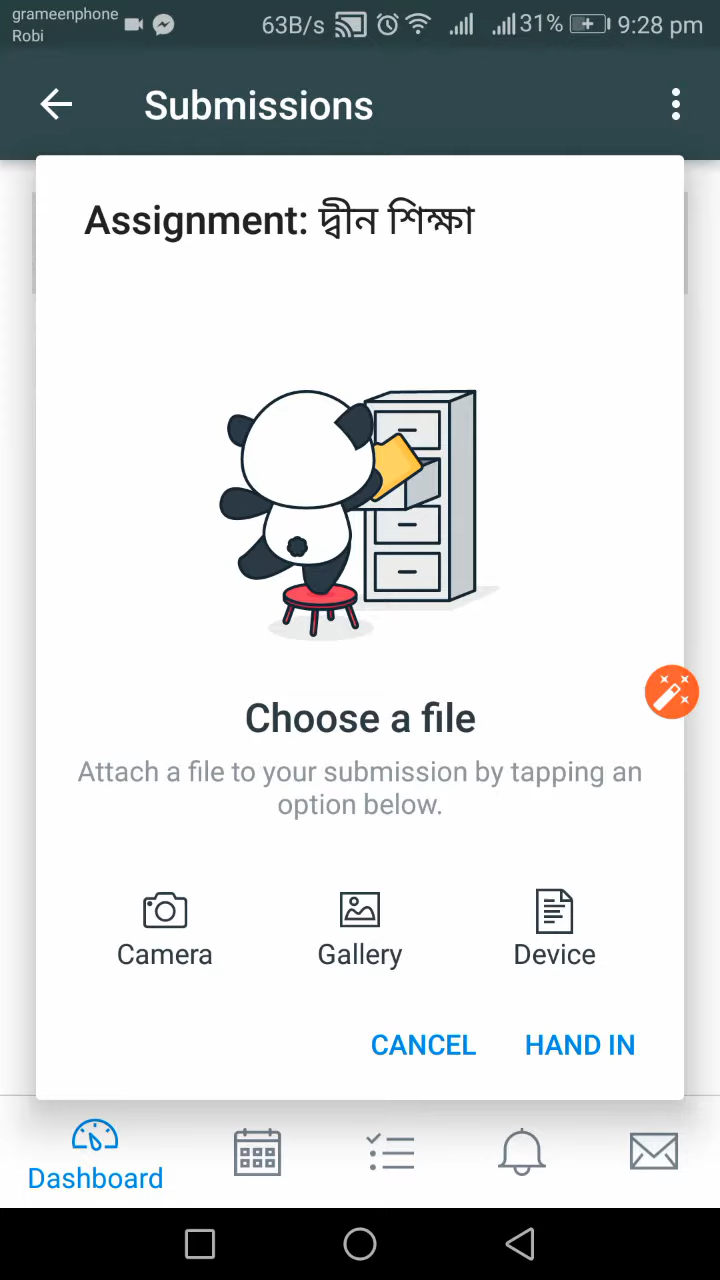 grameenphone
Robi
63B/s 31% 9:28 pm
Submissions
Assignment: দ্বীন শিক্ষা
Choose a file
Attach a file to your submission by tapping an
option below.
Camera Gallery Device
CANCEL HAND IN
Dashboard